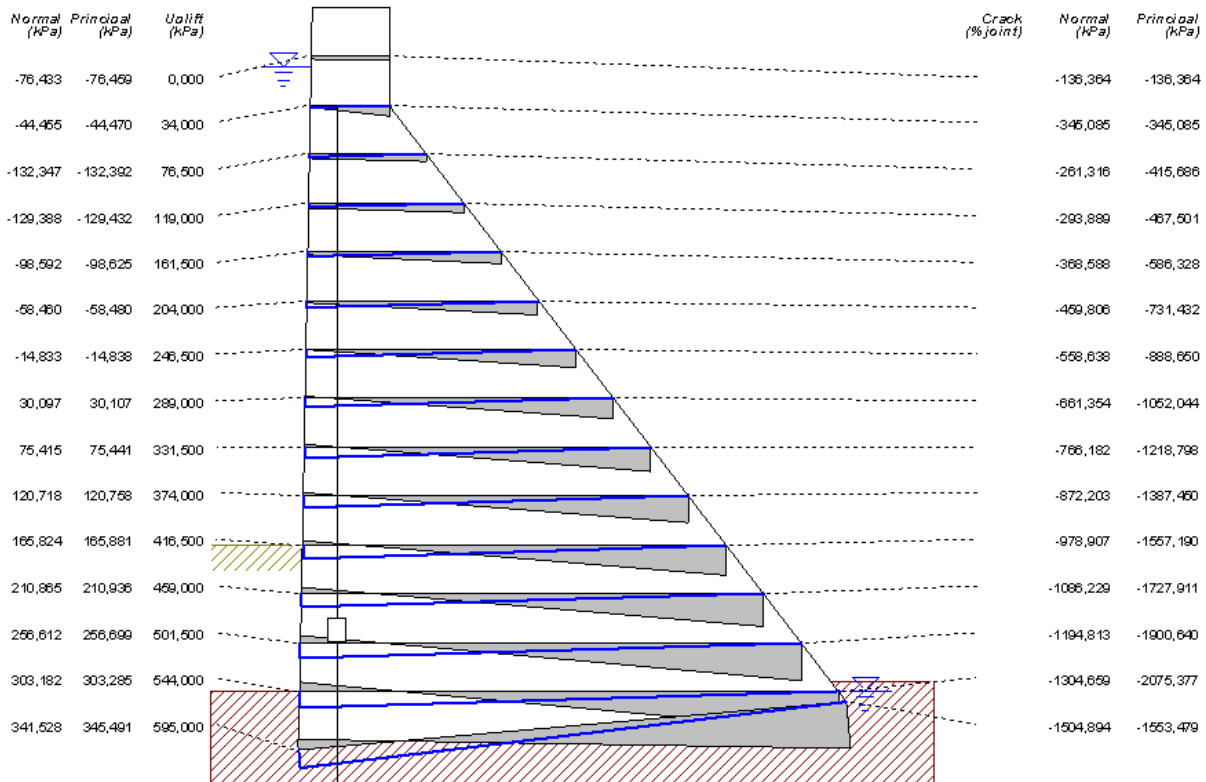 Normal Principal Uplift Crack Normal Principal
(kPa) (kPa) (kPa) (% joint) (kPa) (kPa)
-76,433 -76,459 0,000 -136,364 -136,364
-44,455 -44,470 34,000 -345,085 -345,085
-132,347 -132,392 76,500 -261,316 -415,686
-129,388 -129,432 119,000 -293,889 -467,501
-98,592 -98,625 161,500 -368,588 -586,328
-58,460 -58,480 204,000 -459,806 -731,432
-14,833 -14,838 246,500 -558,638 -888,650
30,097 30,107 289,000 -661,354 -1052,044
75,415 75,441 331,500 -766,182 -1218,798
120,718 120,758 374,000 -872,203 -1387,450
165,824 165,881 416,500 -978,907 -1557,190
210,865 210,936 459,000 -1086,229 -1727,911
256,612 256,699 501,500 -1194,813 -1900,640
303,182 303,285 544,000 -1304,659 -2075,377
341,528 345,491 595,000 -1504,894 -1553,479